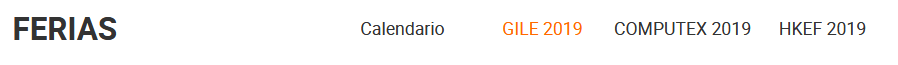 FERIAS Calendario GILE 2019 COMPUTEX 2019 HKEF 2019